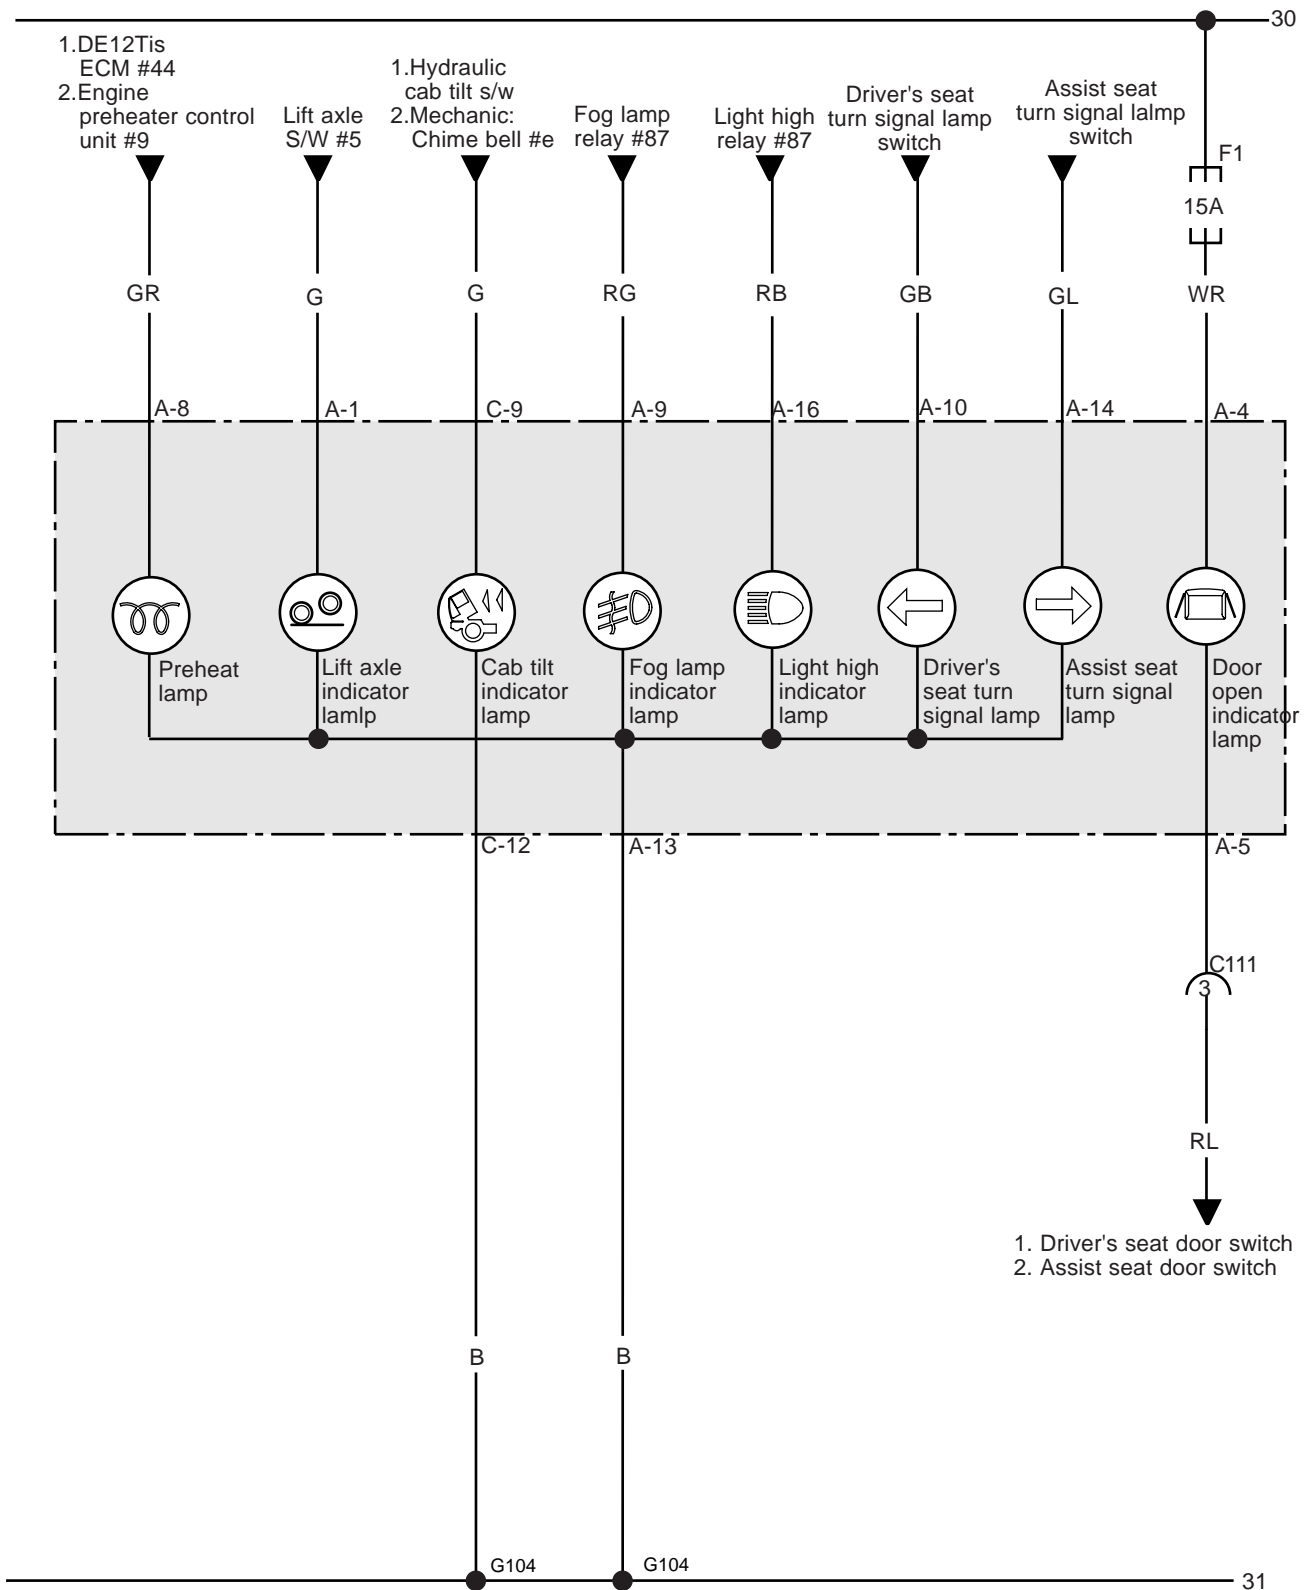 30
1.DE12Tis
ECM #44
2.Engine
preheater control
unit #9
Lift axle
S/W #5
1.Hydraulic
cab tilt s/w
2.Mechanic:
Chime bell #e
Fog lamp
relay #87
Light high
relay #87
Driver's seat
turn signal lamp
switch
Assist seat
turn signal lalmp
switch
F1
15A
GR
G
G
RG
RB
GB
GL
WR
A-8
A-1
C-9
A-9
A-16
A-10
A-14
A-4
Preheat
lamp
Lift axle
indicator
lamlp
Cab tilt
indicator
lamp
Fog lamp
indicator
lamp
Light high
indicator
lamp
Driver's
seat turn
signal lamp
Assist seat
turn signal
lamp
Door
open
indicator
lamp
C-12
A-13
A-5
C111
3
RL
1. Driver's seat door switch
2. Assist seat door switch
B
B
G104
G104
31